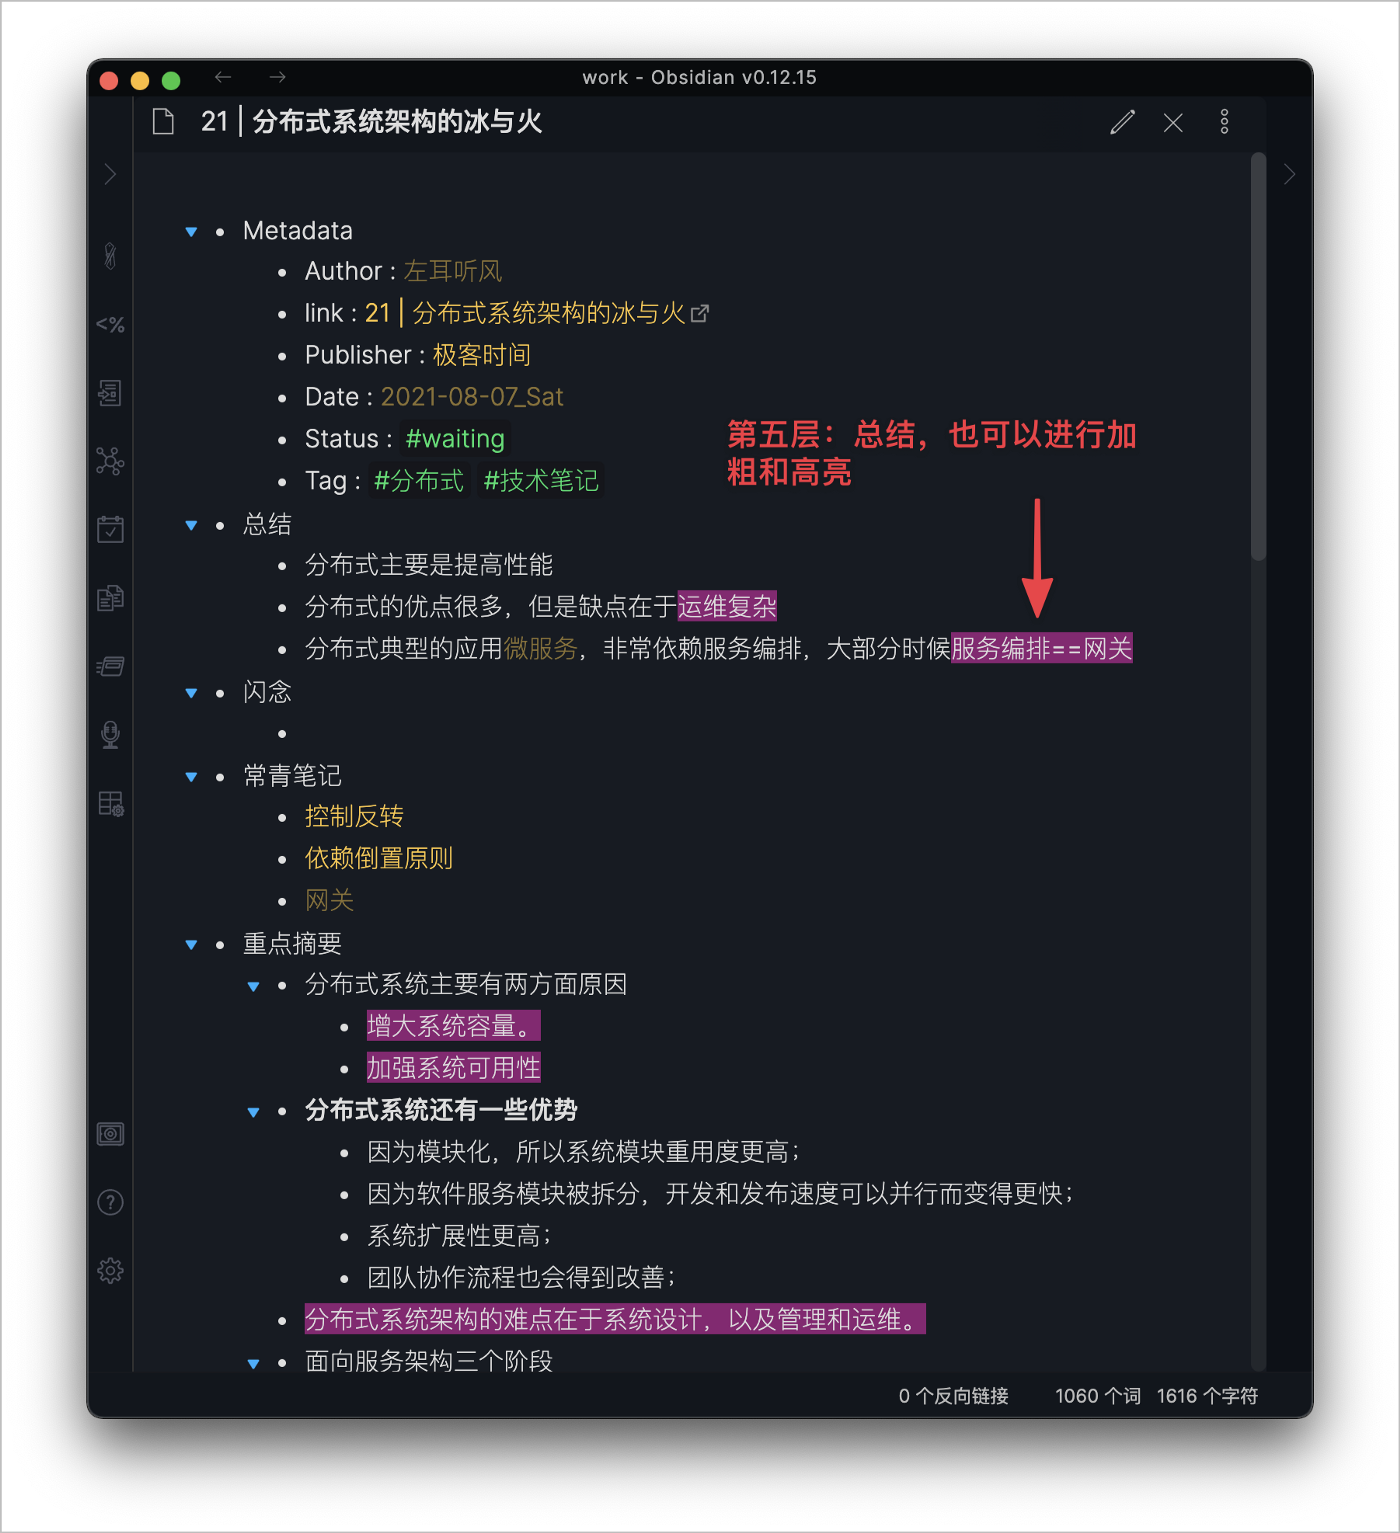 work - Obsidian v0.12.15
21 | 分布式系统架构的冰与火
<%
Metadata
Author : 左耳听风
link : 21 | 分布式系统架构的冰与火
Publisher : 极客时间
Date : 2021-08-07_Sat
Status : #waiting
Tag : #分布式 #技术笔记
第五层：总结，也可以进行加
粗和高亮
总结
分布式主要是提高性能
分布式的优点很多，但是缺点在于运维复杂
分布式典型的应用微服务，非常依赖服务编排，大部分时候服务编排==网关
闪念
常青笔记
控制反转
依赖倒置原则
网关
重点摘要
分布式系统主要有两方面原因
增大系统容量。
加强系统可用性
分布式系统还有一些优势
因为模块化，所以系统模块重用度更高；
因为软件服务模块被拆分，开发和发布速度可以并行而变得更快；
系统扩展性更高；
团队协作流程也会得到改善；
分布式系统架构的难点在于系统设计，以及管理和运维。
面向服务架构三个阶段
0 个反向链接 1060 个词 1616 个字符